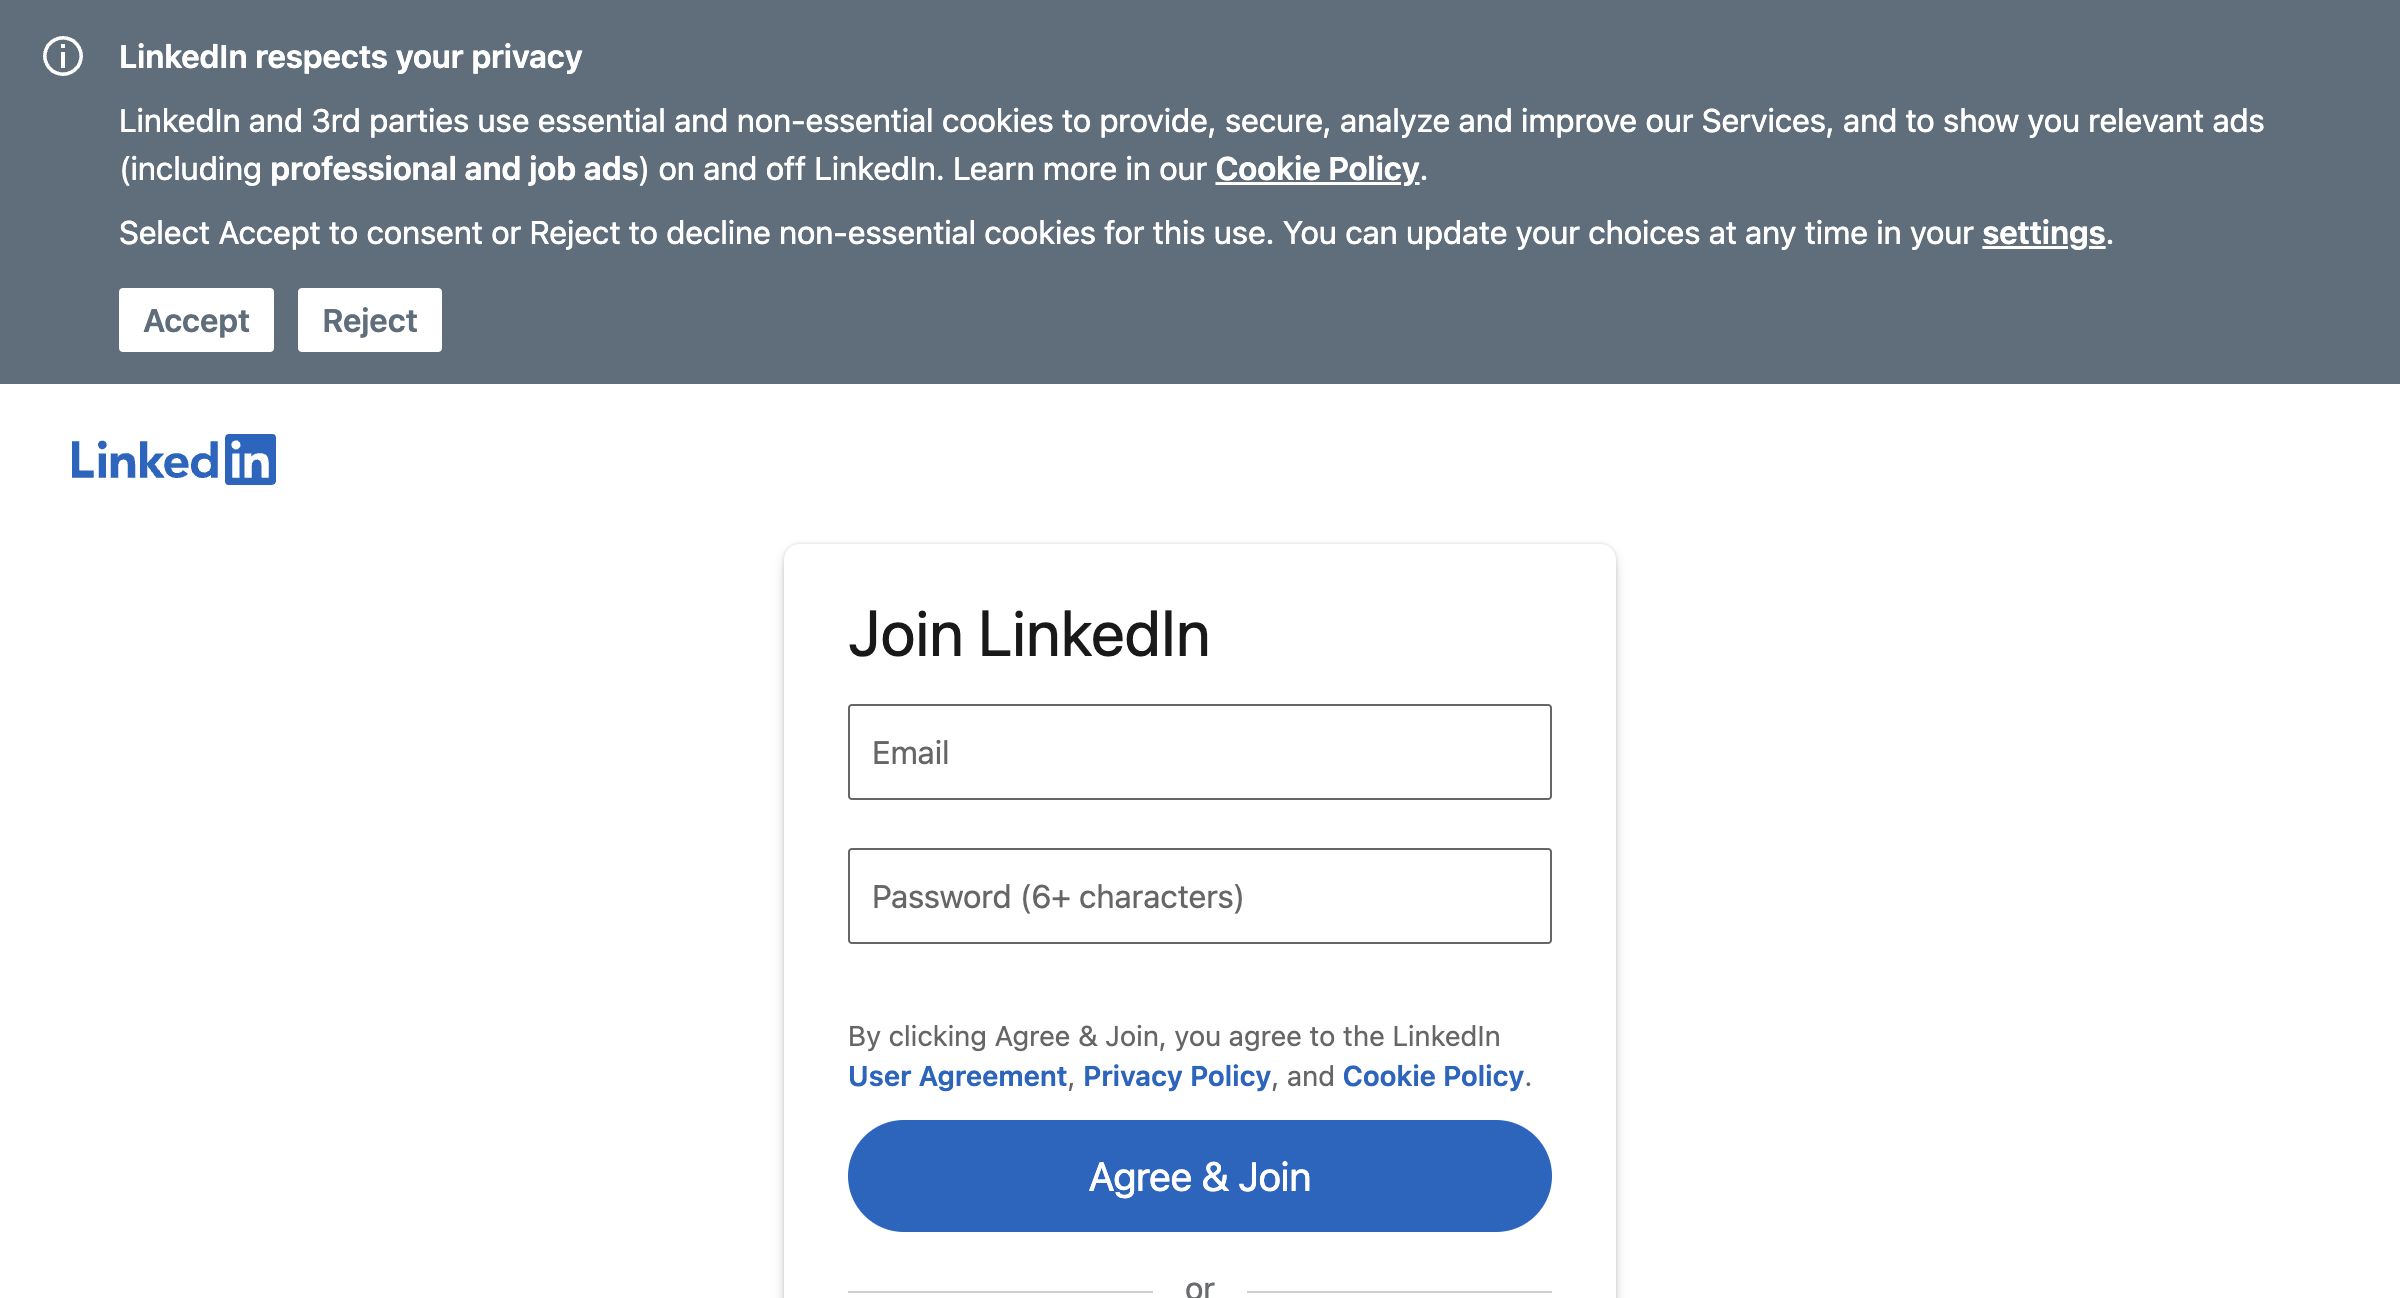 LinkedIn respects your privacy
LinkedIn and 3rd parties use essential and non-essential cookies to provide, secure, analyze and improve our Services, and to show you relevant ads
(including professional and job ads) on and off LinkedIn. Learn more in our Cookie Policy.
Select Accept to consent or Reject to decline non-essential cookies for this use. You can update your choices at any time in your settings.
Accept Reject
Linked in
Join LinkedIn
Email
Password (6+ characters)
By clicking Agree & Join, you agree to the LinkedIn
User Agreement, Privacy Policy, and Cookie Policy.
Agree & Join
or